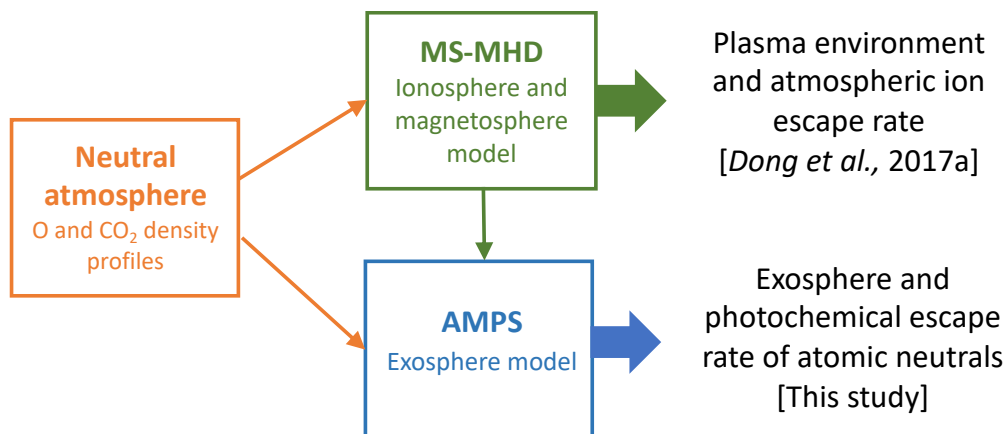 Neutral
atmosphere
O and CO₂ density
profiles
MS-MHD
Ionosphere and
magnetosphere
model
Plasma environment
and atmospheric ion
escape rate
[Dong et al., 2017a]
AMPS
Exosphere model
Exosphere and
photochemical escape
rate of atomic neutrals
[This study]